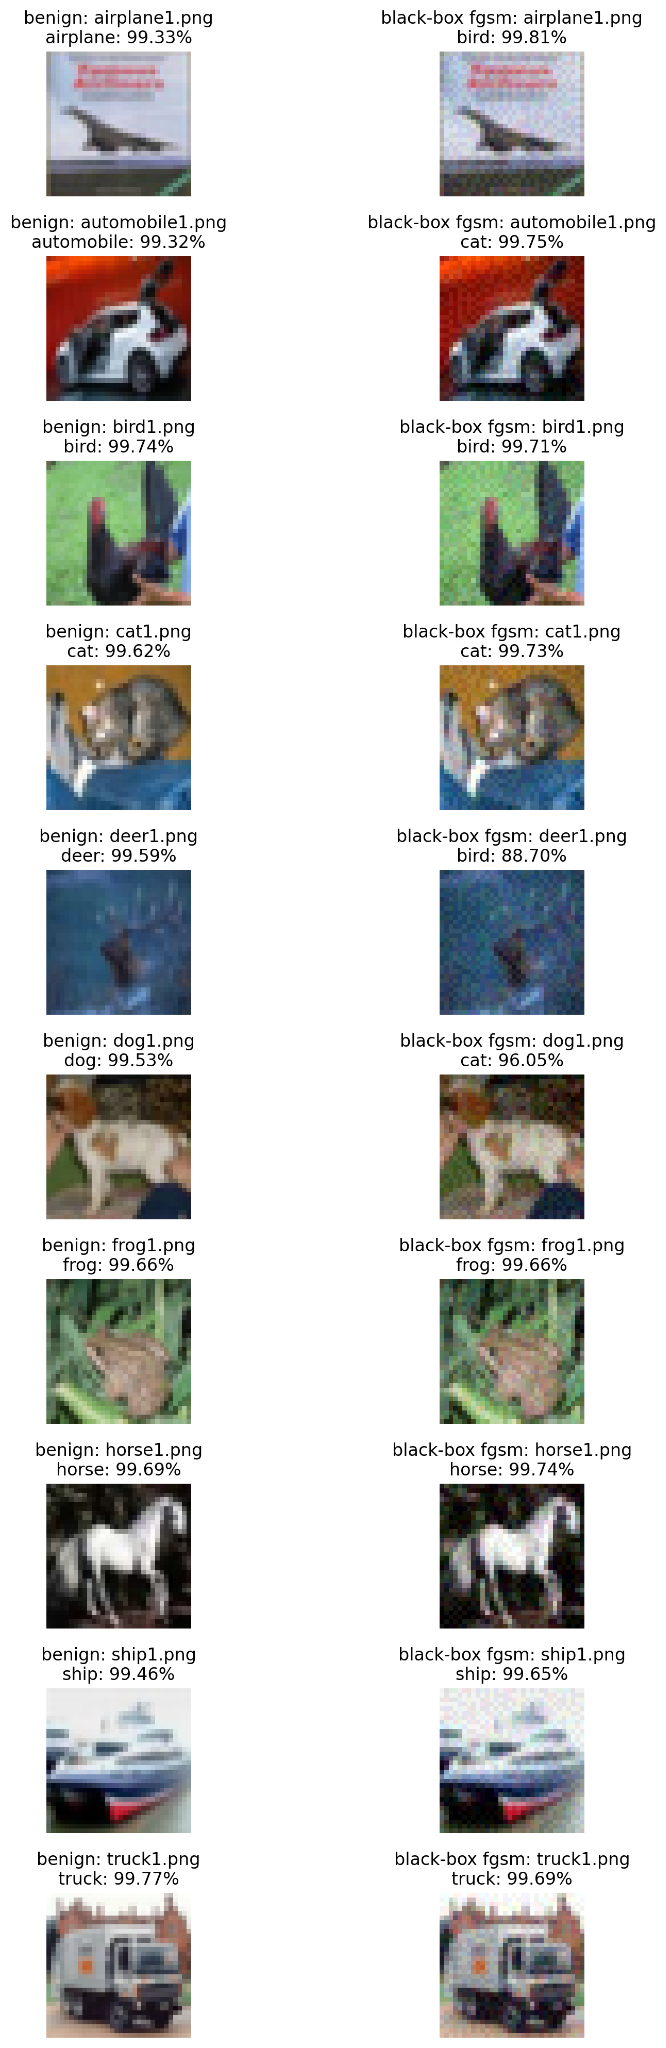 benign: airplane1.png
airplane: 99.33%
black-box fgsm: airplane1.png
bird: 99.81%
benign: automobile1.png
automobile: 99.32%
black-box fgsm: automobile1.png
cat: 99.75%
benign: bird1.png
bird: 99.74%
black-box fgsm: bird1.png
bird: 99.71%
benign: cat1.png
cat: 99.62%
black-box fgsm: cat1.png
cat: 99.73%
benign: deer1.png
deer: 99.59%
black-box fgsm: deer1.png
bird: 88.70%
benign: dog1.png
dog: 99.53%
black-box fgsm: dog1.png
cat: 96.05%
benign: frog1.png
frog: 99.66%
black-box fgsm: frog1.png
frog: 99.66%
benign: horse1.png
horse: 99.69%
black-box fgsm: horse1.png
horse: 99.74%
benign: ship1.png
ship: 99.46%
black-box fgsm: ship1.png
ship: 99.65%
benign: truck1.png
truck: 99.77%
black-box fgsm: truck1.png
truck: 99.69%